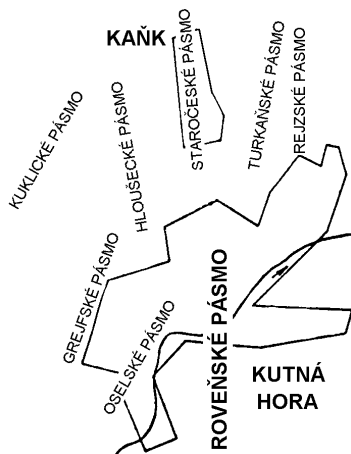 KAŇK
STAROČESKÉ PÁSMO
TURKAŇSKÉ PÁSMO
REJZSKÉ PÁSMO
KUKLICKÉ PÁSMO
HLOUŠECKÉ PÁSMO
GREJFSKÉ PÁSMO
OSELSKÉ PÁSMO
ROVEŇSKÉ PÁSMO
KUTNÁ
HORA